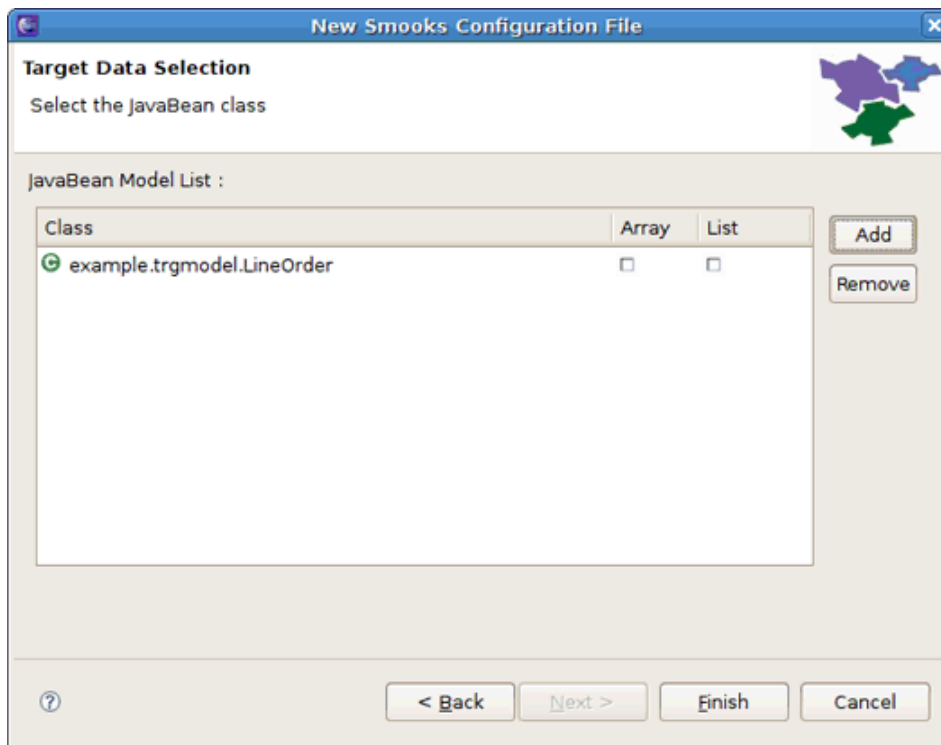 New Smooks Configuration File
Target Data Selection
Select the JavaBean class
JavaBean Model List :
Class Array List
example.trgmodel.LineOrder
Add
Remove
< Back Next > Finish Cancel